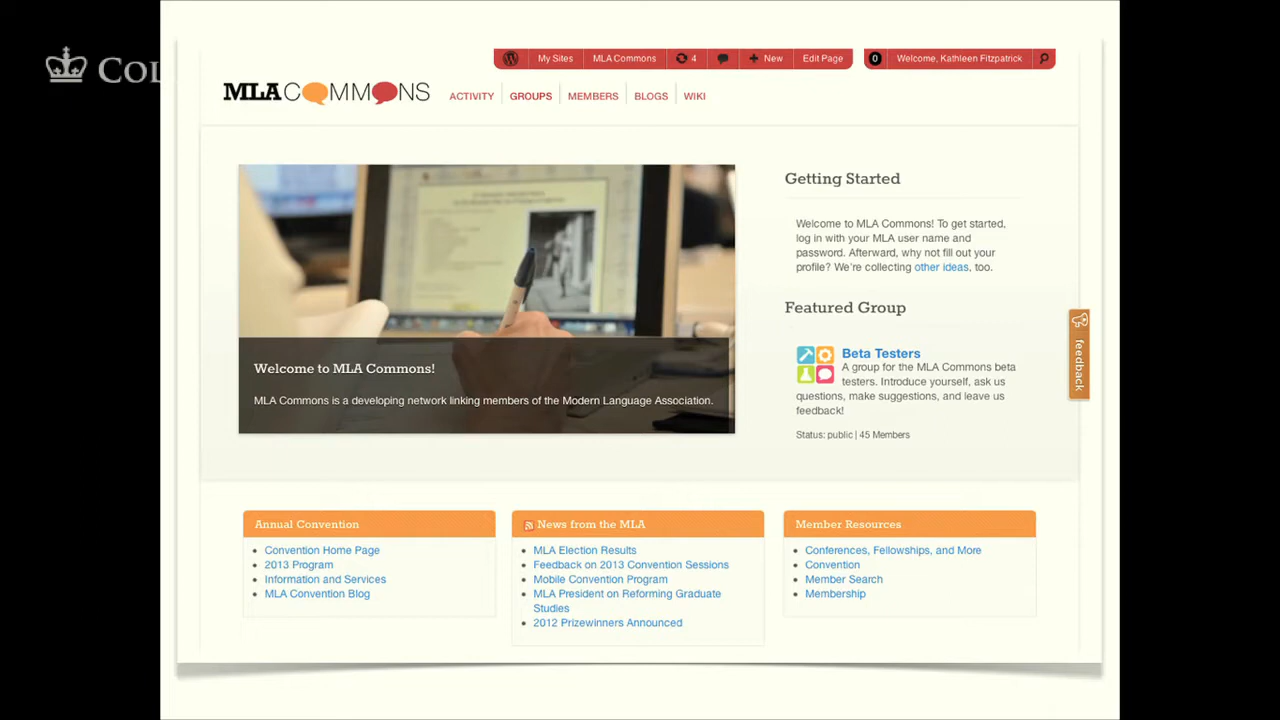 COL
My Sites MLA Commons 4 New Edit Page 0 Welcome, Kathleen Fitzpatrick
MLACOMMONS ACTIVITY GROUPS MEMBERS BLOGS WIKI
Welcome to MLA Commons!
MLA Commons is a developing network linking members of the Modern Language Association.
Getting Started
Welcome to MLA Commons! To get started,
log in with your MLA user name and
password. Afterward, why not fill out your
profile? We're collecting other ideas, too.
Featured Group
Beta Testers
A group for the MLA Commons beta
testers. Introduce yourself, ask us
questions, make suggestions, and leave us
feedback!
Status: public | 45 Members
feedback
Annual Convention
Convention Home Page
2013 Program
Information and Services
MLA Convention Blog
News from the MLA
MLA Election Results
Feedback on 2013 Convention Sessions
Mobile Convention Program
MLA President on Reforming Graduate
Studies
2012 Prizewinners Announced
Member Resources
Conferences, Fellowships, and More
Convention
Member Search
Membership